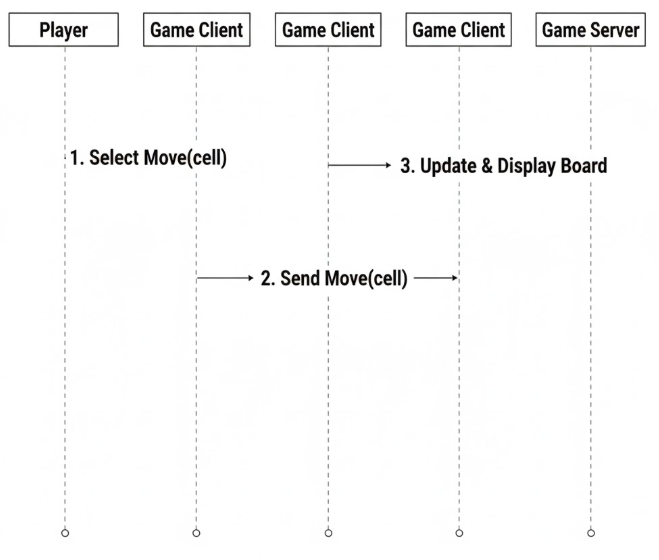 Player
Game Client
Game Client
Game Client
Game Server
1. Select Move(cell)
3. Update & Display Board
2. Send Move(cell)